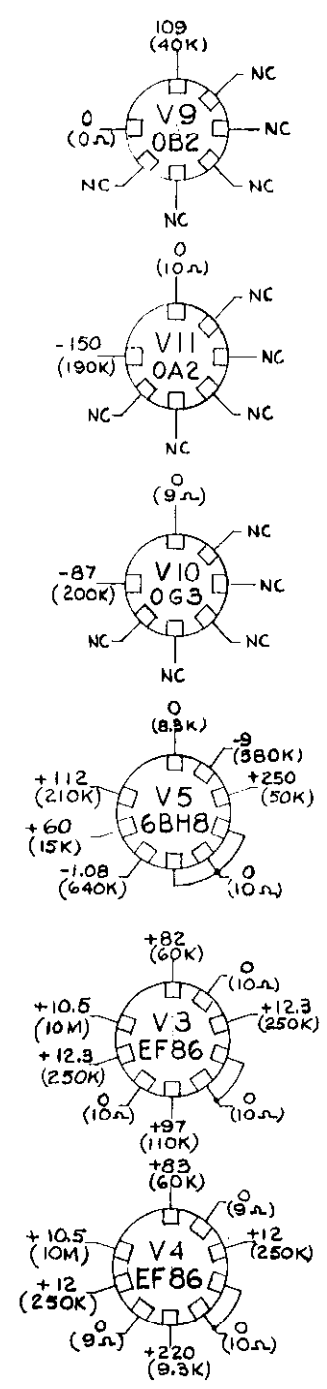 109
(40K)
NC
V9
0
(0Ω)
0B2
NC
NC
NC
NC
0
(10Ω)
NC
V11
-150
(190K)
0A2
NC
NC
NC
NC
0
(9Ω)
NC
V10
-87
(200K)
0G3
NC
NC
NC
NC
0
(8.3K)
-9
(380K)
+112
(210K)
+250
(50K)
V5
6BH8
+60
(15K)
-1.08
(640K)
0
(10Ω)
+82
(60K)
0
(10Ω)
+10.5
(10M)
+12.3
(250K)
V3
EF86
+12.3
(250K)
0
(10Ω)
0
(10Ω)
+97
(110K)
+83
(60K)
0
(9Ω)
+10.5
(10M)
+12
(250K)
V4
EF86
+12
(250K)
0
(9Ω)
0
(10Ω)
+220
(9.3K)